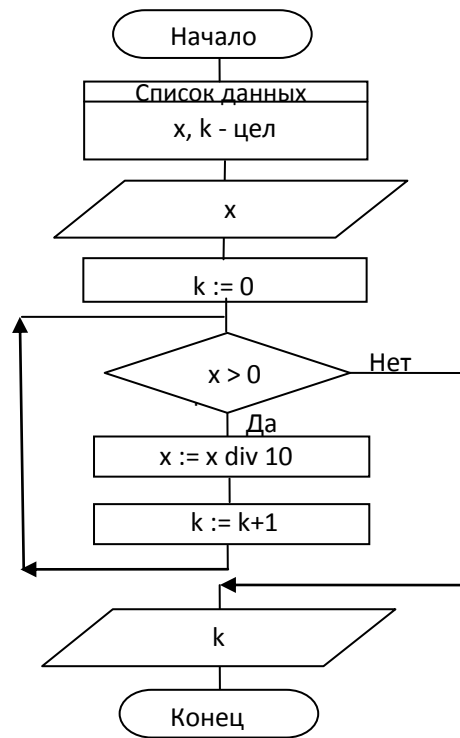 Начало
Список данных
x, k - цел
x
k := 0
x > 0
Нет
Да
x := x div 10
k := k+1
k
Конец